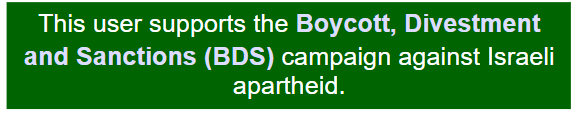 This user supports the Boycott, Divestment
and Sanctions (BDS) campaign against Israeli
apartheid.